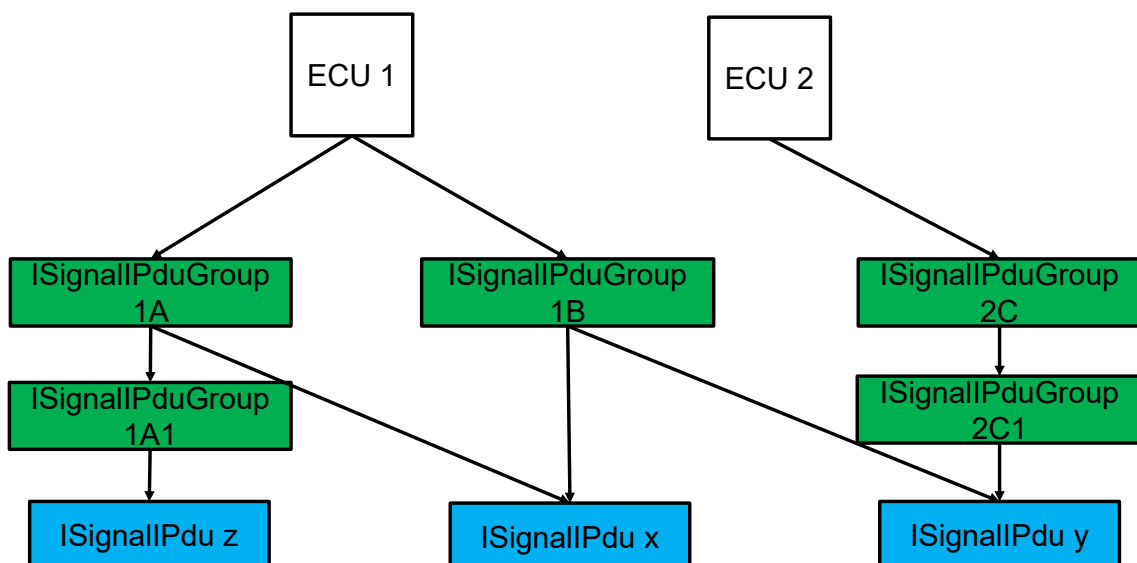 ECU 1
ECU 2
ISignalIPduGroup
1A
ISignalIPduGroup
1B
ISignalIPduGroup
2C
ISignalIPduGroup
1A1
ISignalIPduGroup
2C1
ISignalIPdu z
ISignalIPdu x
ISignalIPdu y